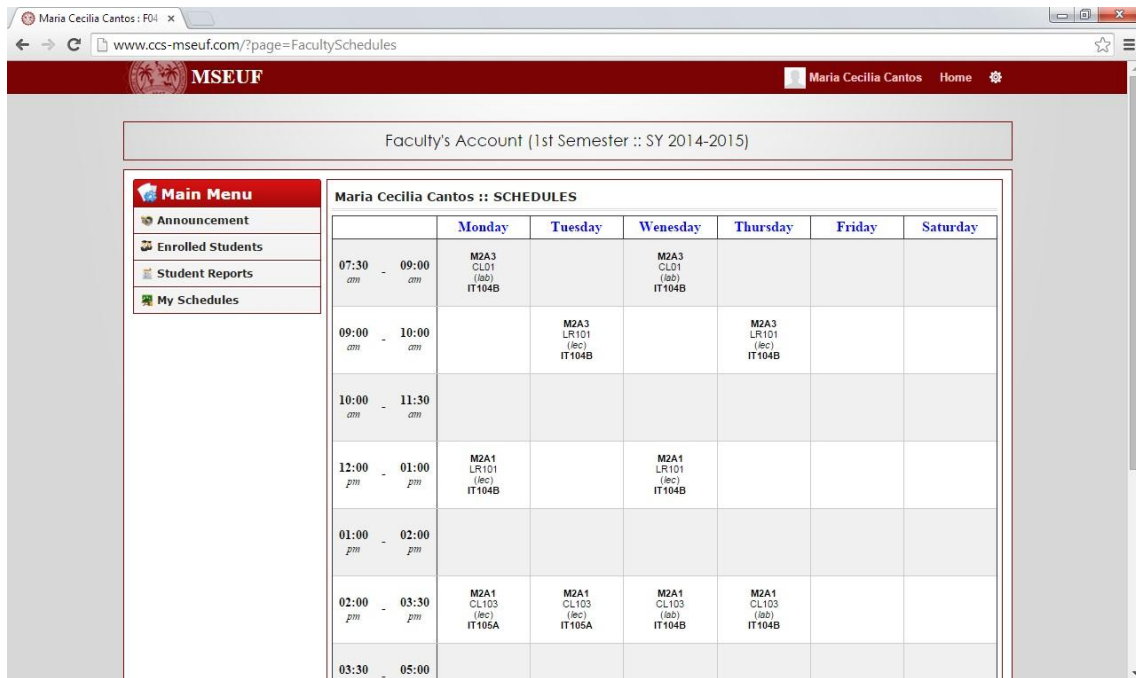 Maria Cecilia Cantos : F04
www.ccs-mseuf.com/?page=FacultySchedules
MSEUF
Maria Cecilia Cantos Home
Faculty's Account (1st Semester :: SY 2014-2015)
Main Menu
Announcement
Enrolled Students
Student Reports
My Schedules
Maria Cecilia Cantos :: SCHEDULES
Monday Tuesday Wenesday Thursday Friday Saturday
07:30 - 09:00
am am
M2A3 M2A3
CL01 CL01
(lab) (lab)
IT104B IT104B
09:00 - 10:00
am am
M2A3 M2A3
LR101 LR101
(lec) (lec)
IT104B IT104B
10:00 - 11:30
am am
12:00 - 01:00
pm pm
M2A1 M2A1
LR101 LR101
(lec) (lec)
IT104B IT104B
01:00 - 02:00
pm pm
02:00 - 03:30
pm pm
M2A1 M2A1 M2A1 M2A1
CL103 CL103 CL103 CL103
(lec) (lec) (lab) (lab)
IT105A IT105A IT104B IT104B
03:30 - 05:00